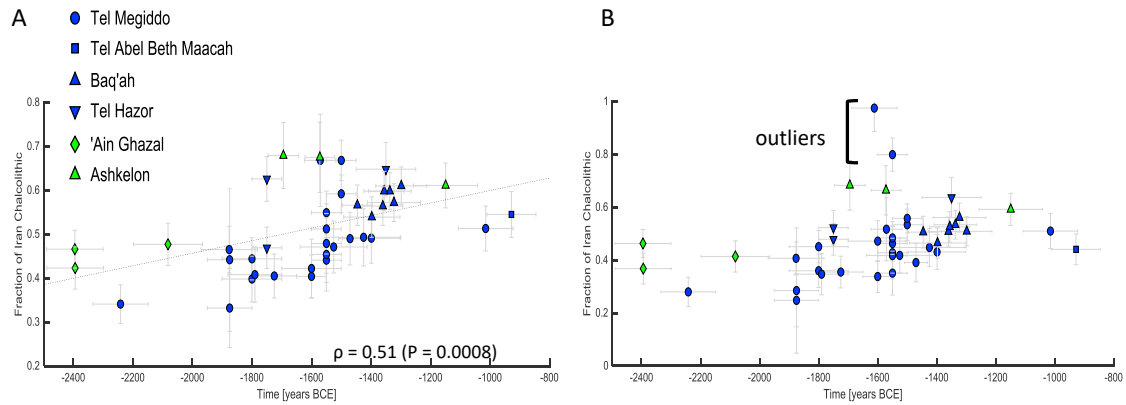 A
Tel Megiddo
Tel Abel Beth Maacah
Baq'ah
Tel Hazor
'Ain Ghazal
Ashkelon
Fraction of Iran Chalcolithic
0.8
0.7
0.6
0.5
0.4
0.3
0.2
ρ = 0.51 (P = 0.0008)
-2400 -2200 -2000 -1800 -1600 -1400 -1200 -1000 -800
Time [years BCE]
B
outliers
Fraction of Iran Chalcolithic
1
0.8
0.6
0.4
0.2
0
-2400 -2200 -2000 -1800 -1600 -1400 -1200 -1000 -800
Time [years BCE]